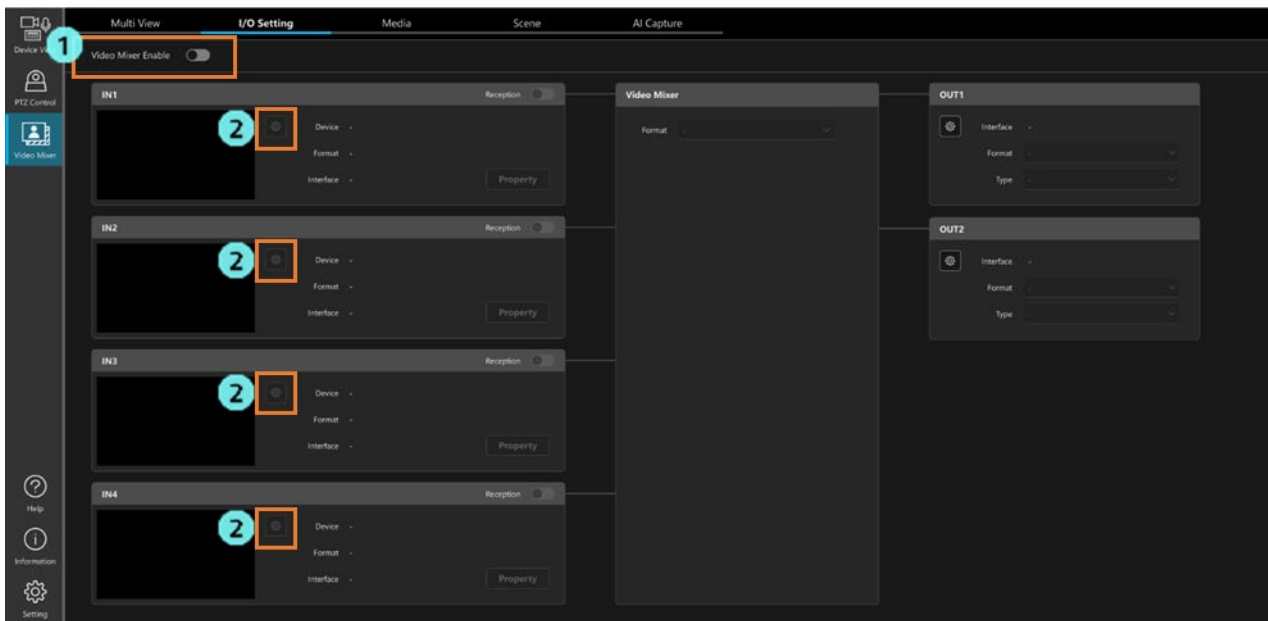 Multi View
I/O Setting
Media
Scene
AI Capture
Device Vi
PTZ Control
Video Mixer
Help
Information
Setting
1
Video Mixer Enable
IN1
Reception
2
Device -
Format -
Interface -
Property
IN2
Reception
2
Device -
Format -
Interface -
Property
IN3
Reception
2
Device -
Format -
Interface -
Property
IN4
Reception
2
Device -
Format -
Interface -
Property
Video Mixer
Format -
OUT1
Interface -
Format -
Type -
OUT2
Interface -
Format -
Type -